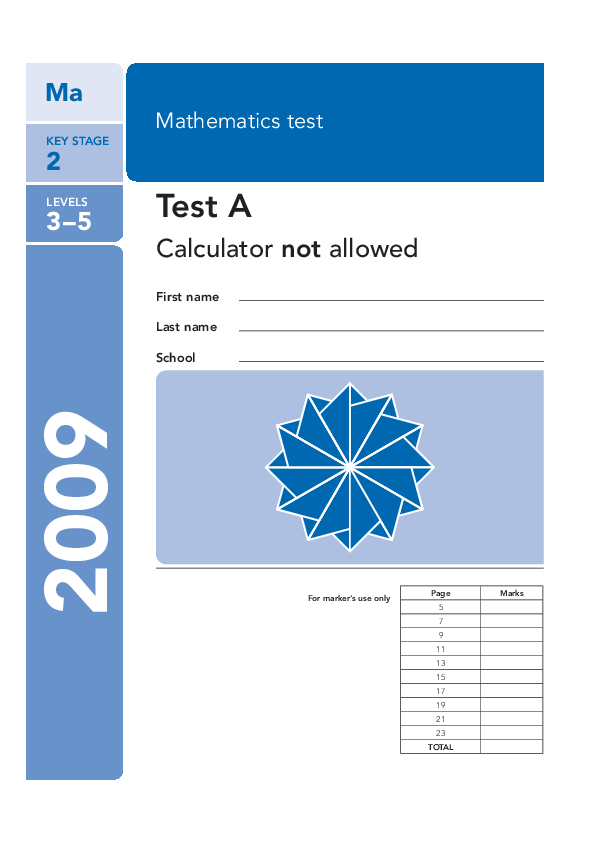 Ma
KEY STAGE
2
LEVELS
3–5
2009
Mathematics test
Test A
Calculator not allowed
First name
Last name
School
For marker's use only
Page Marks
5
7
9
11
13
15
17
19
21
23
TOTAL